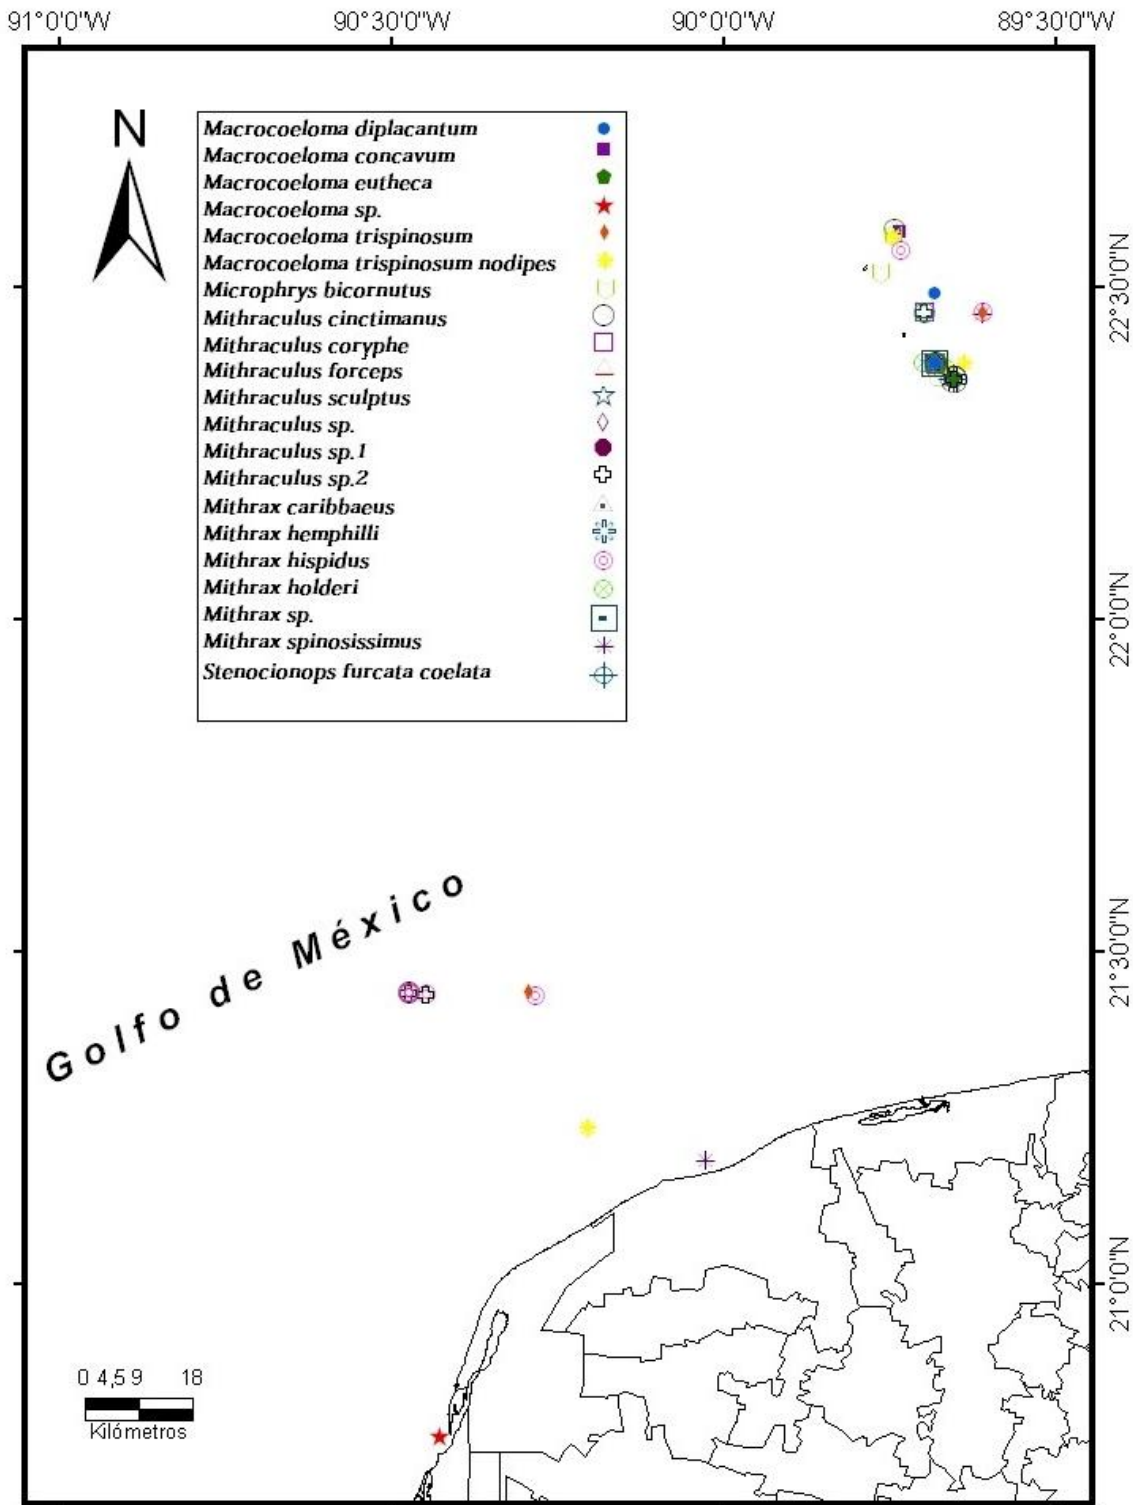 91°0'0"W 90°30'0"W 90°0'0"W 89°30'0"W
N
Macrocoeloma diplacantum
Macrocoeloma concavum
Macrocoeloma eutheca
Macrocoeloma sp.
Macrocoeloma trispinosum
Macrocoeloma trispinosum nodipes
Microphrys bicornutus
Mithraculus cinctimanus
Mithraculus coryphe
Mithraculus forceps
Mithraculus sculptus
Mithraculus sp.
Mithraculus sp.1
Mithraculus sp.2
Mithrax caribbaeus
Mithrax hemphilli
Mithrax hispidus
Mithrax holderi
Mithrax sp.
Mithrax spinosissimus
Stenocionops furcata coelata
22°30'0"N
22°0'0"N
21°30'0"N
21°0'0"N
Golfo de México
0 4,5 9 18
Kilómetros